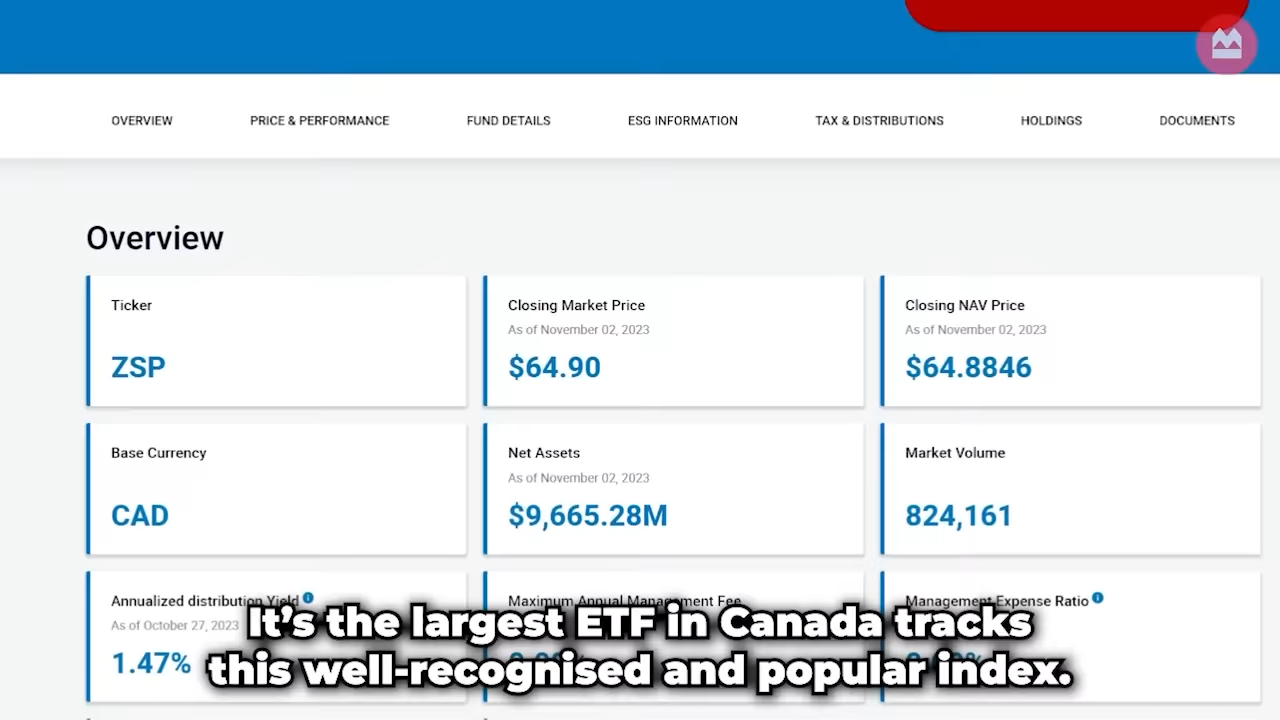 OVERVIEW
PRICE & PERFORMANCE
FUND DETAILS
ESG INFORMATION
TAX & DISTRIBUTIONS
HOLDINGS
DOCUMENTS
Overview
Ticker
ZSP
Closing Market Price
As of November 02, 2023
$64.90
Closing NAV Price
As of November 02, 2023
$64.8846
Base Currency
CAD
Net Assets
As of November 02, 2023
$9,665.28M
Market Volume
824,161
Annualized distribution Yield
As of October 27, 2023
1.47%
Maximum Annual Management Fee
Management Expense Ratio
It's the largest ETF in Canada tracks
this well-recognised and popular index.